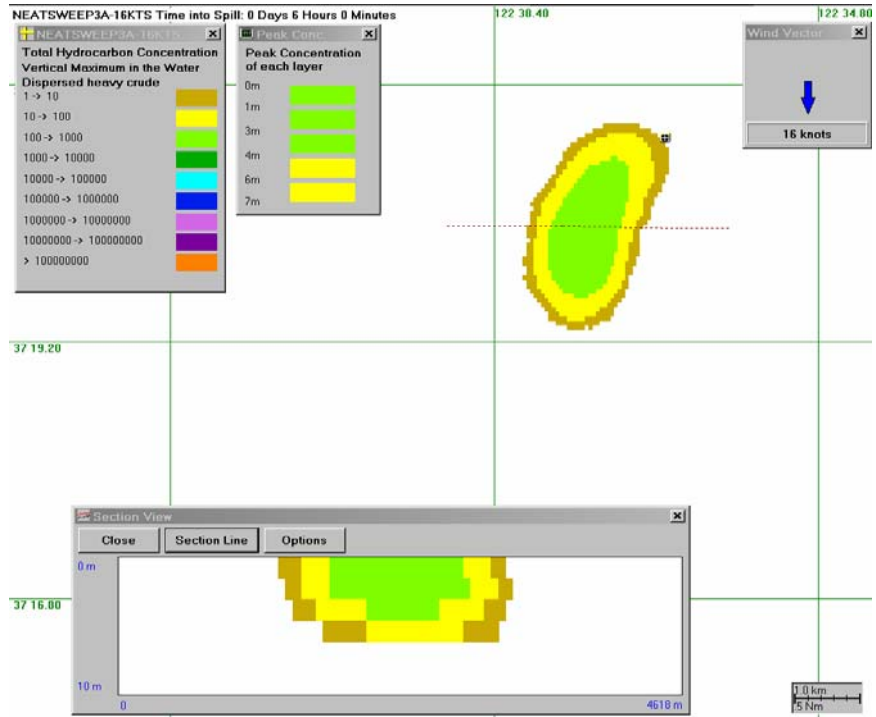 NEATSWEEP3A-16KTS Time into Spill: 0 Days 6 Hours 0 Minutes
122 38.40
122 34.80
NEATSWEEP3A-16KTS
Total Hydrocarbon Concentration
Vertical Maximum in the Water
Dispersed heavy crude
1 -> 10
10 -> 100
100 -> 1000
1000 -> 10000
10000 -> 100000
100000 -> 1000000
1000000 -> 10000000
10000000 -> 100000000
> 100000000
Peak Conc.
Peak Concentration
of each layer
0m
1m
3m
4m
6m
7m
Wind Vector
16 knots
37 19.20
37 16.80
Section View
Close
Section Line
Options
0 m
10 m
0
4618 m
1.0 km
.5 Nm